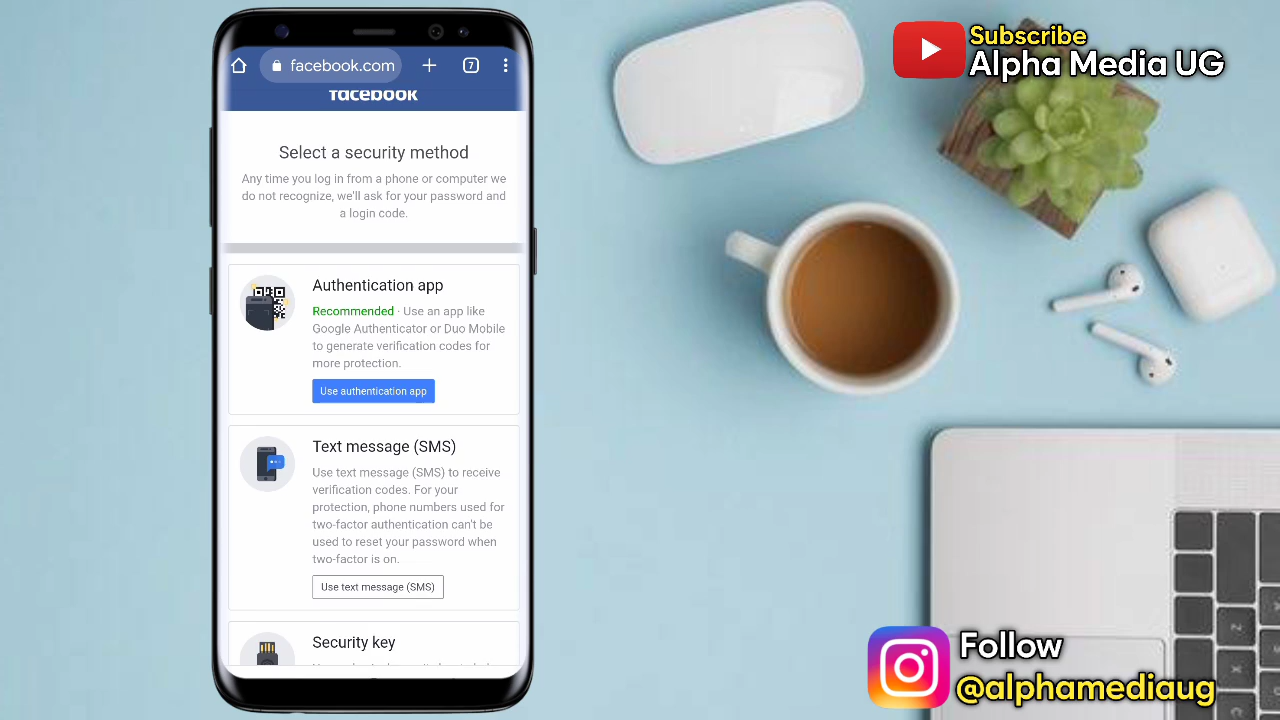 facebook.com
7
facebook
Select a security method
Any time you log in from a phone or computer we
do not recognize, we'll ask for your password and
a login code.
Authentication app
Recommended · Use an app like
Google Authenticator or Duo Mobile
to generate verification codes for
more protection.
Use authentication app
Text message (SMS)
Use text message (SMS) to receive
verification codes. For your
protection, phone numbers used for
two-factor authentication can't be
used to reset your password when
two-factor is on.
Use text message (SMS)
Security key
Subscribe
Alpha Media UG
Follow
@alphamediaug